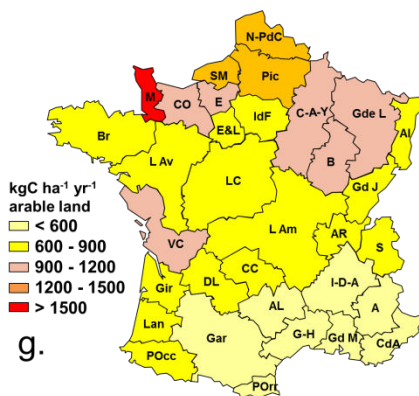 N-PdC
SM
Pic
M
CO
E
IdF
C-A-Y
Gde L
Al
Br
E&L
L Av
B
LC
Gd J
kgC ha⁻¹ yr⁻¹
arable land
< 600
600 - 900
900 - 1200
1200 - 1500
> 1500
L Am
VC
AR
S
CC
DL
I-D-A
Gir
AL
A
Lan
G-H
Gd M
CdA
Gar
POcc
POrr
g.